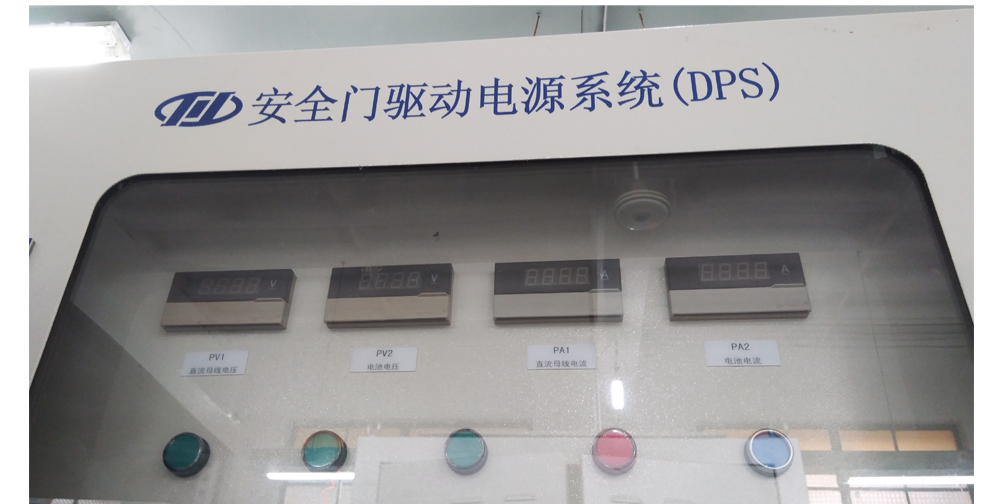 安全门驱动电源系统(DPS)
V
V
A
A
PV1
直流母线电压
PV2
电池电压
PA1
直流母线电流
PA2
电池电流